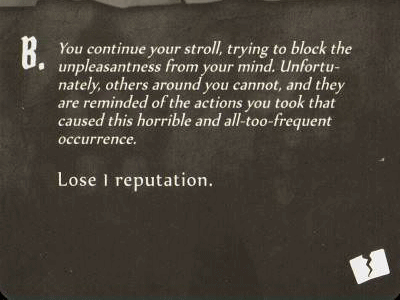 B. You continue your stroll, trying to block the
unpleasantness from your mind. Unfortu-
nately, others around you cannot, and they
are reminded of the actions you took that
caused this horrible and all-too-frequent
occurrence.
Lose 1 reputation.